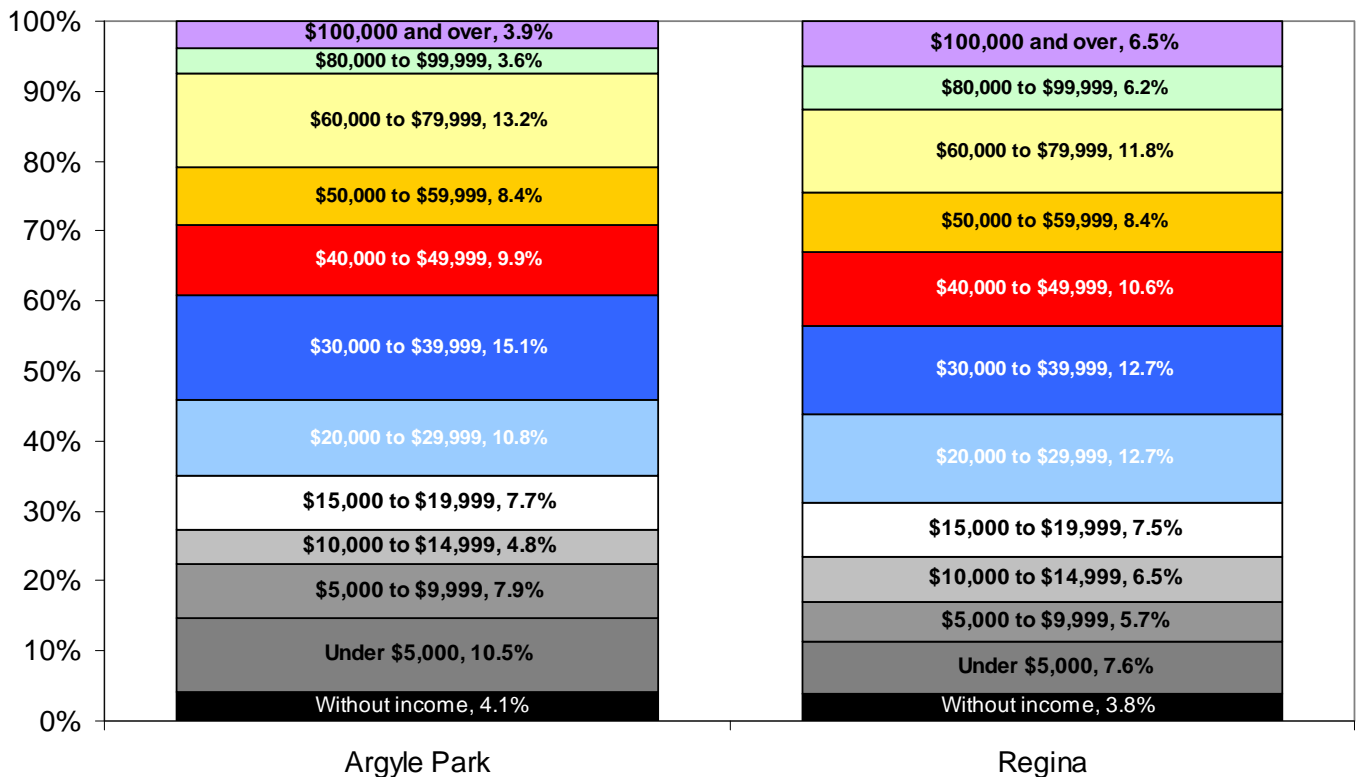 100%
90%
80%
70%
60%
50%
40%
30%
20%
10%
0%
$100,000 and over, 3.9%
$80,000 to $99,999, 3.6%
$60,000 to $79,999, 13.2%
$50,000 to $59,999, 8.4%
$40,000 to $49,999, 9.9%
$30,000 to $39,999, 15.1%
$20,000 to $29,999, 10.8%
$15,000 to $19,999, 7.7%
$10,000 to $14,999, 4.8%
$5,000 to $9,999, 7.9%
Under $5,000, 10.5%
Without income, 4.1%
$100,000 and over, 6.5%
$80,000 to $99,999, 6.2%
$60,000 to $79,999, 11.8%
$50,000 to $59,999, 8.4%
$40,000 to $49,999, 10.6%
$30,000 to $39,999, 12.7%
$20,000 to $29,999, 12.7%
$15,000 to $19,999, 7.5%
$10,000 to $14,999, 6.5%
$5,000 to $9,999, 5.7%
Under $5,000, 7.6%
Without income, 3.8%
Argyle Park
Regina